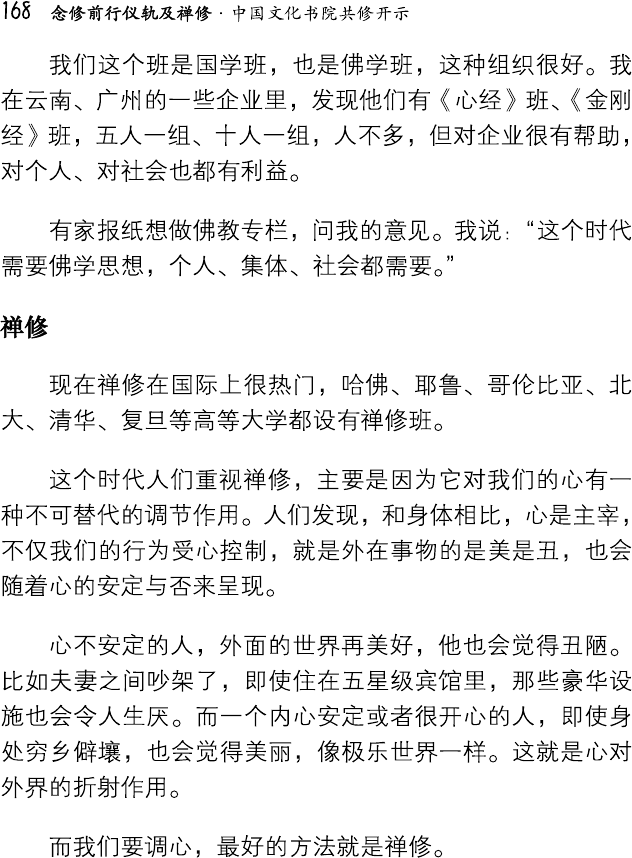 168 念修前行仪轨及禅修·中国文化书院共修开示
我们这个班是国学班，也是佛学班，这种组织很好。我
在云南、广州的一些企业里，发现他们有《心经》班、《金刚
经》班，五人一组、十人一组，人不多，但对企业很有帮助，
对个人、对社会也都有利益。
有家报纸想做佛教专栏，问我的意见。我说：“这个时代
需要佛学思想，个人、集体、社会都需要。”
禅修
现在禅修在国际上很热门，哈佛、耶鲁、哥伦比亚、北
大、清华、复旦等高等大学都设有禅修班。
这个时代人们重视禅修，主要是因为它对我们的心有一
种不可替代的调节作用。人们发现，和身体相比，心是主宰，
不仅我们的行为受心控制，就是外在事物的是美是丑，也会
随着心的安定与否来呈现。
心不安定的人，外面的世界再美好，他也会觉得丑陋。
比如夫妻之间吵架了，即使住在五星级宾馆里，那些豪华设
施也会令人生厌。而一个内心安定或者很开心的人，即使身
处穷乡僻壤，也会觉得美丽，像极乐世界一样。这就是心对
外界的折射作用。
而我们要调心，最好的方法就是禅修。